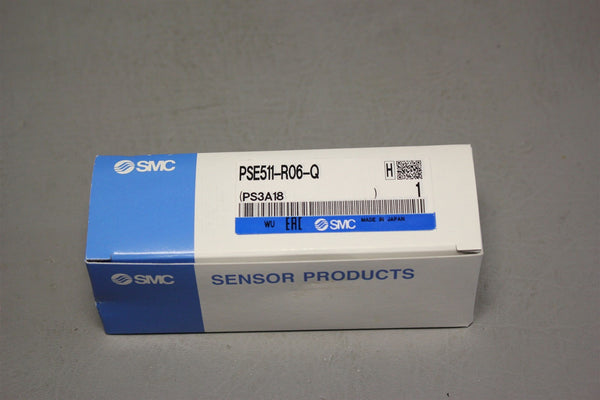 SMC
PSE511-R06-Q H
(PS3A18 ) 1
WU EAC SMC MADE IN JAPAN
SMC SENSOR PRODUCTS